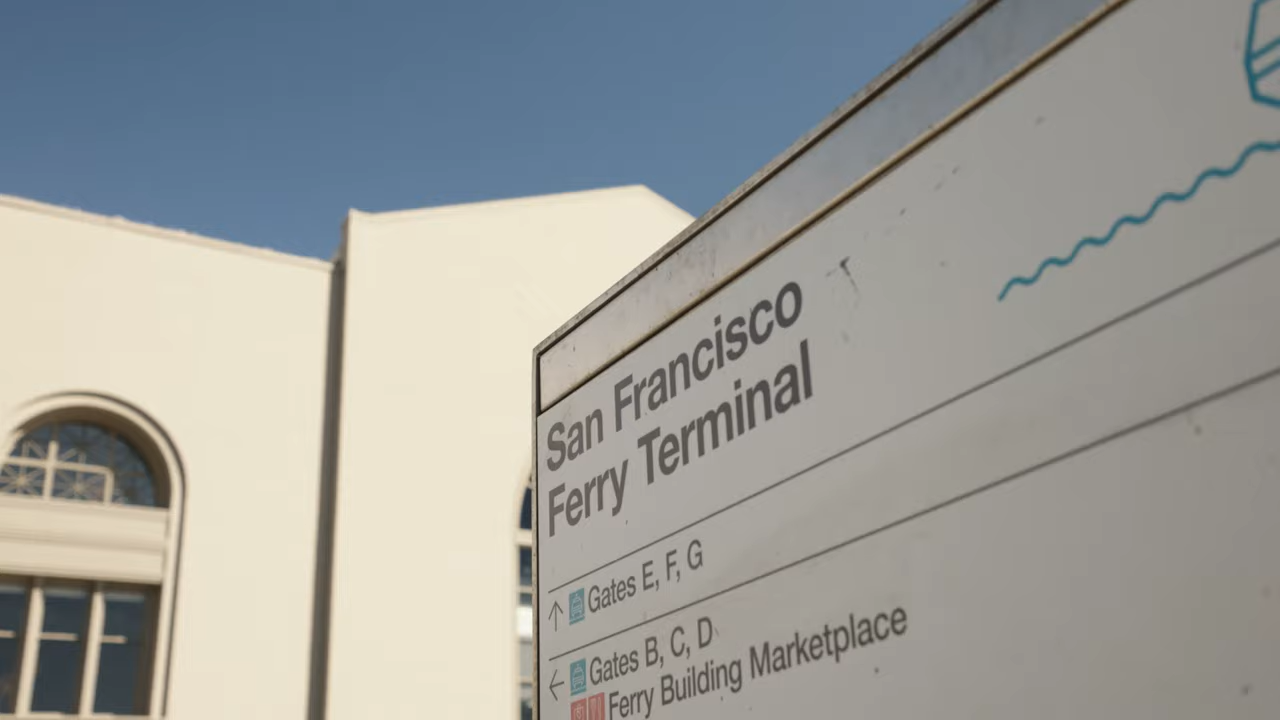 San Francisco
Ferry Terminal
Gates E, F, G
Gates B, C, D
Ferry Building Marketplace